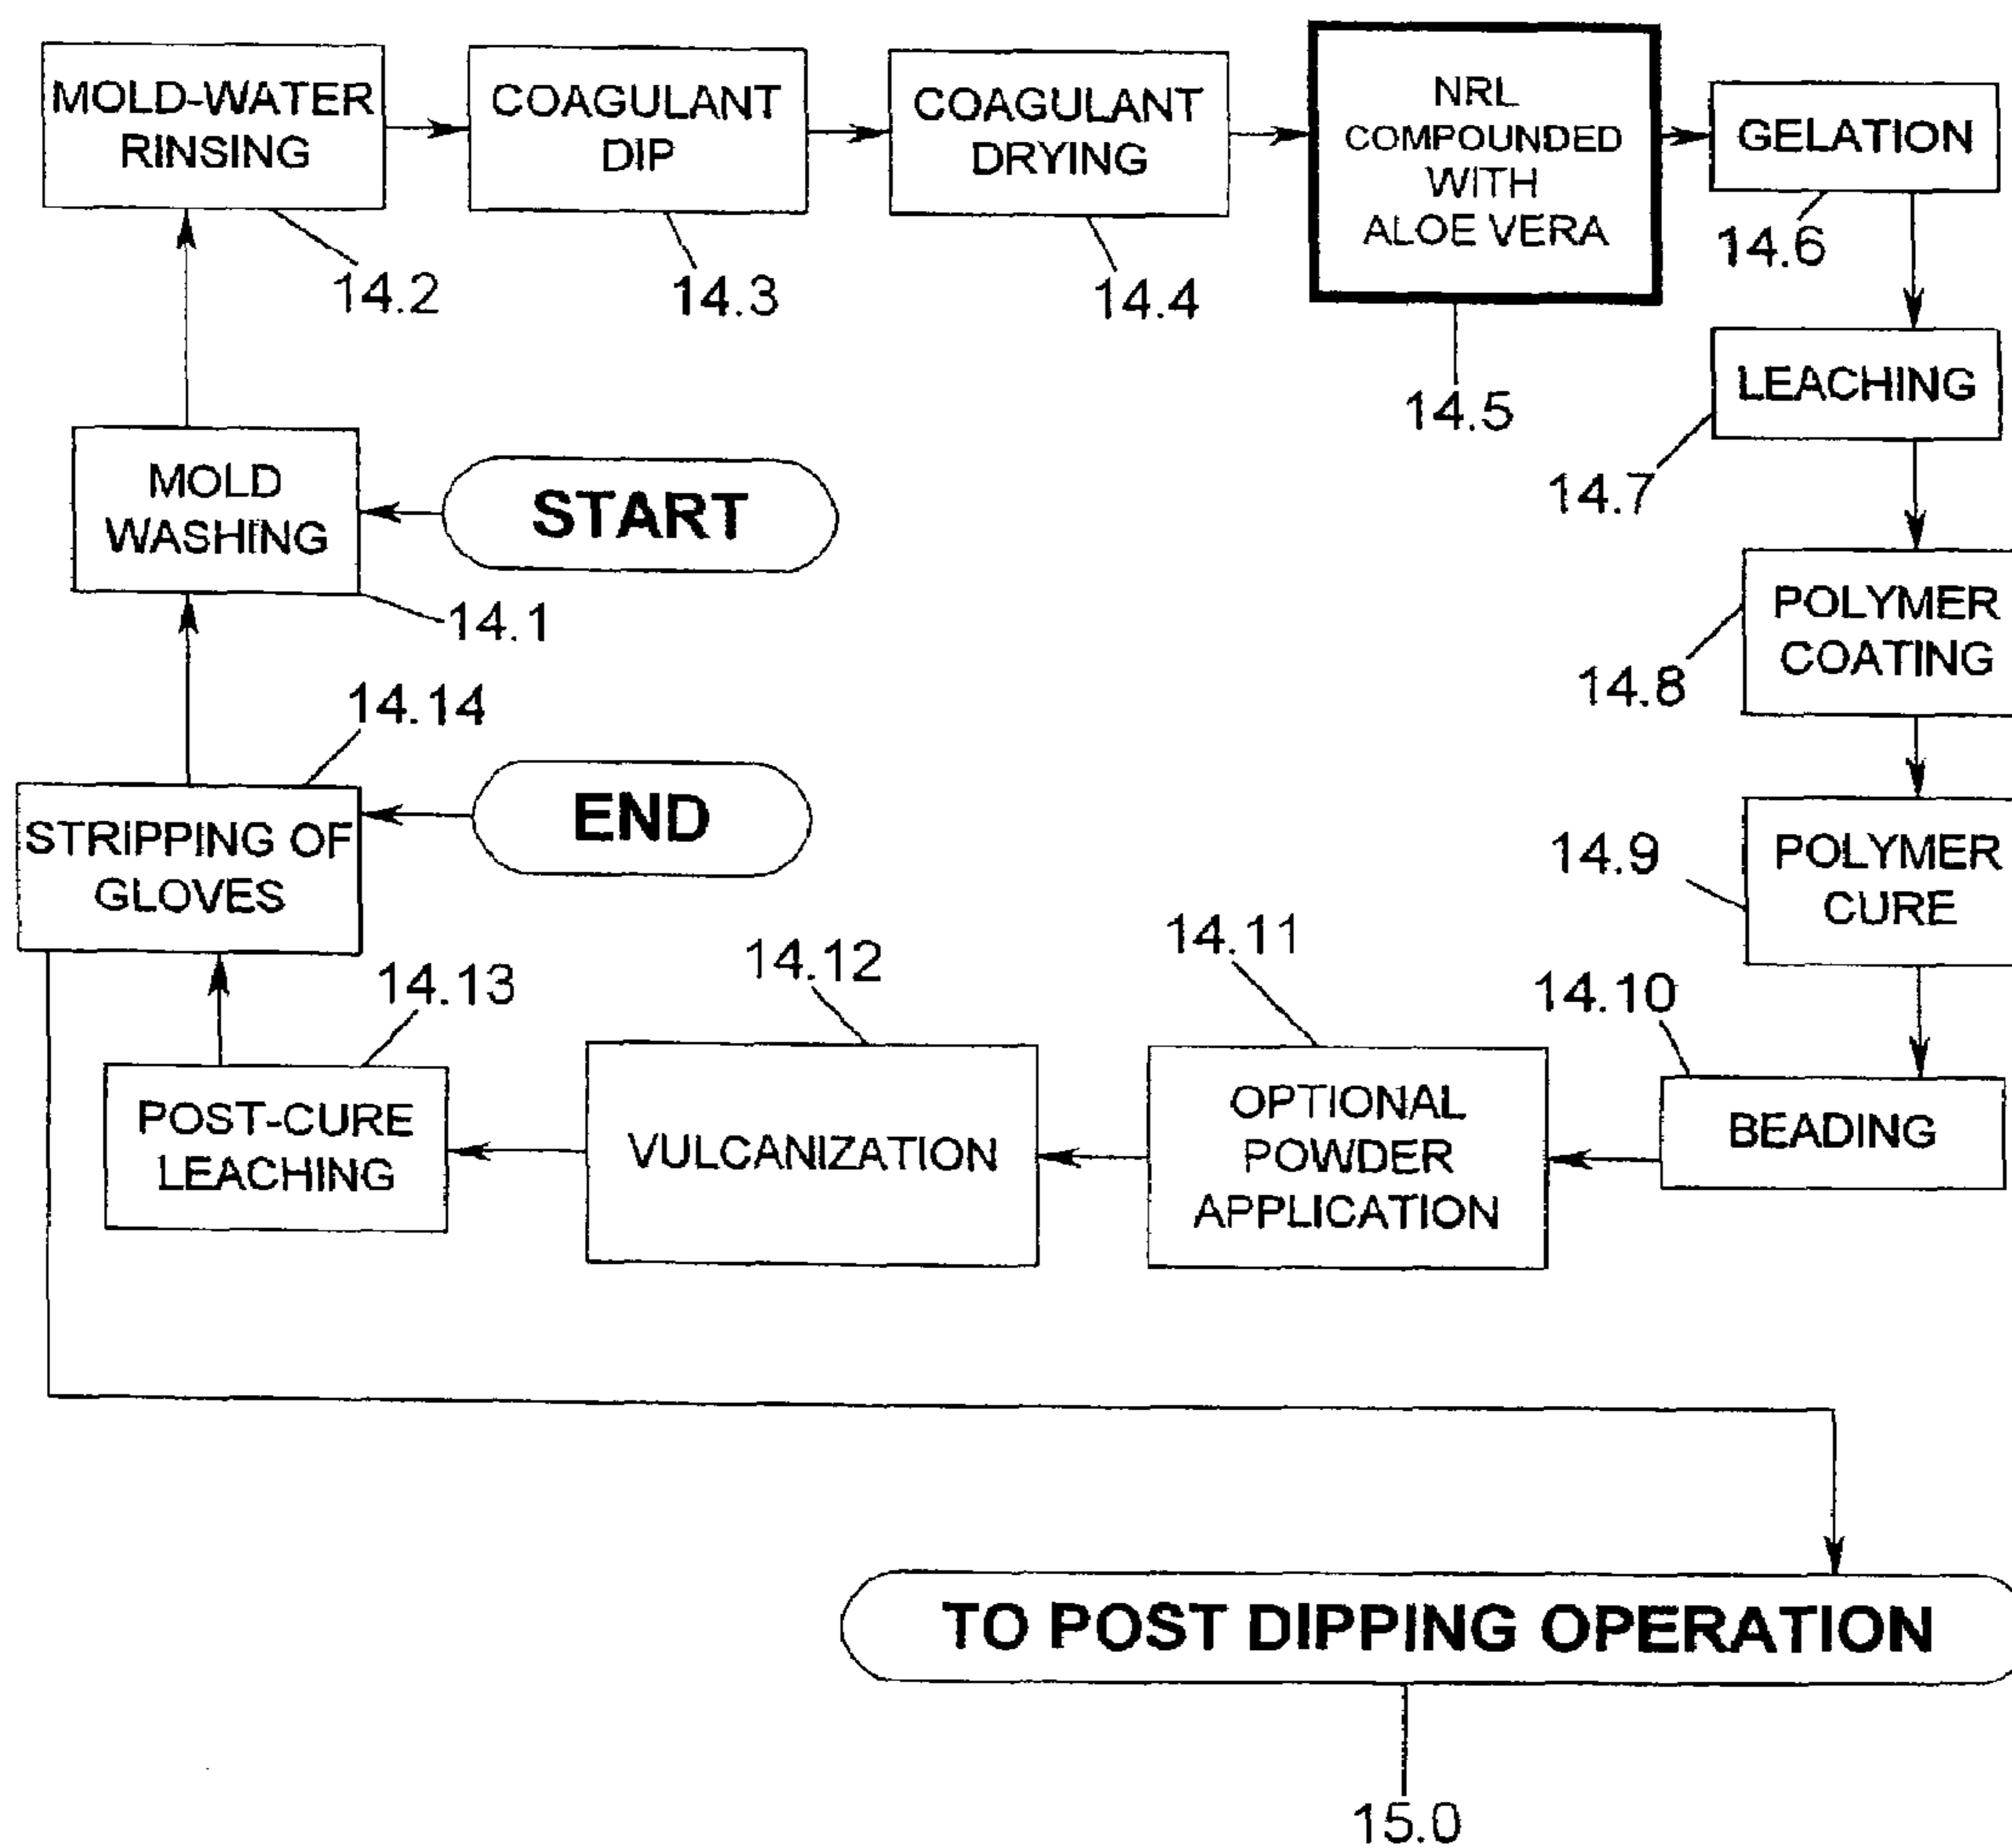 MOLD-WATER
RINSING
14.2
COAGULANT
DIP
14.3
COAGULANT
DRYING
14.4
NRL
COMPOUNDED
WITH
ALOE VERA
14.5
GELATION
14.6
LEACHING
14.7
POLYMER
COATING
14.8
POLYMER
CURE
14.9
BEADING
14.10
OPTIONAL
POWDER
APPLICATION
14.11
VULCANIZATION
14.12
POST-CURE
LEACHING
14.13
STRIPPING OF
GLOVES
14.14
END
MOLD
WASHING
14.1
START
TO POST DIPPING OPERATION
15.0